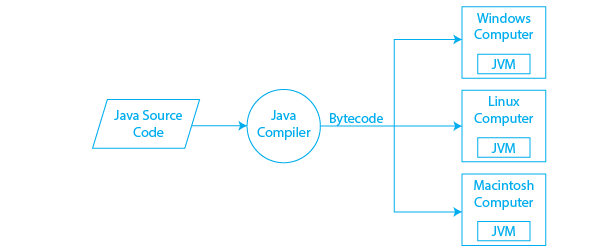 Java Source
Code
Java
Compiler
Bytecode
Windows
Computer
JVM
Linux
Computer
JVM
Macintosh
Computer
JVM